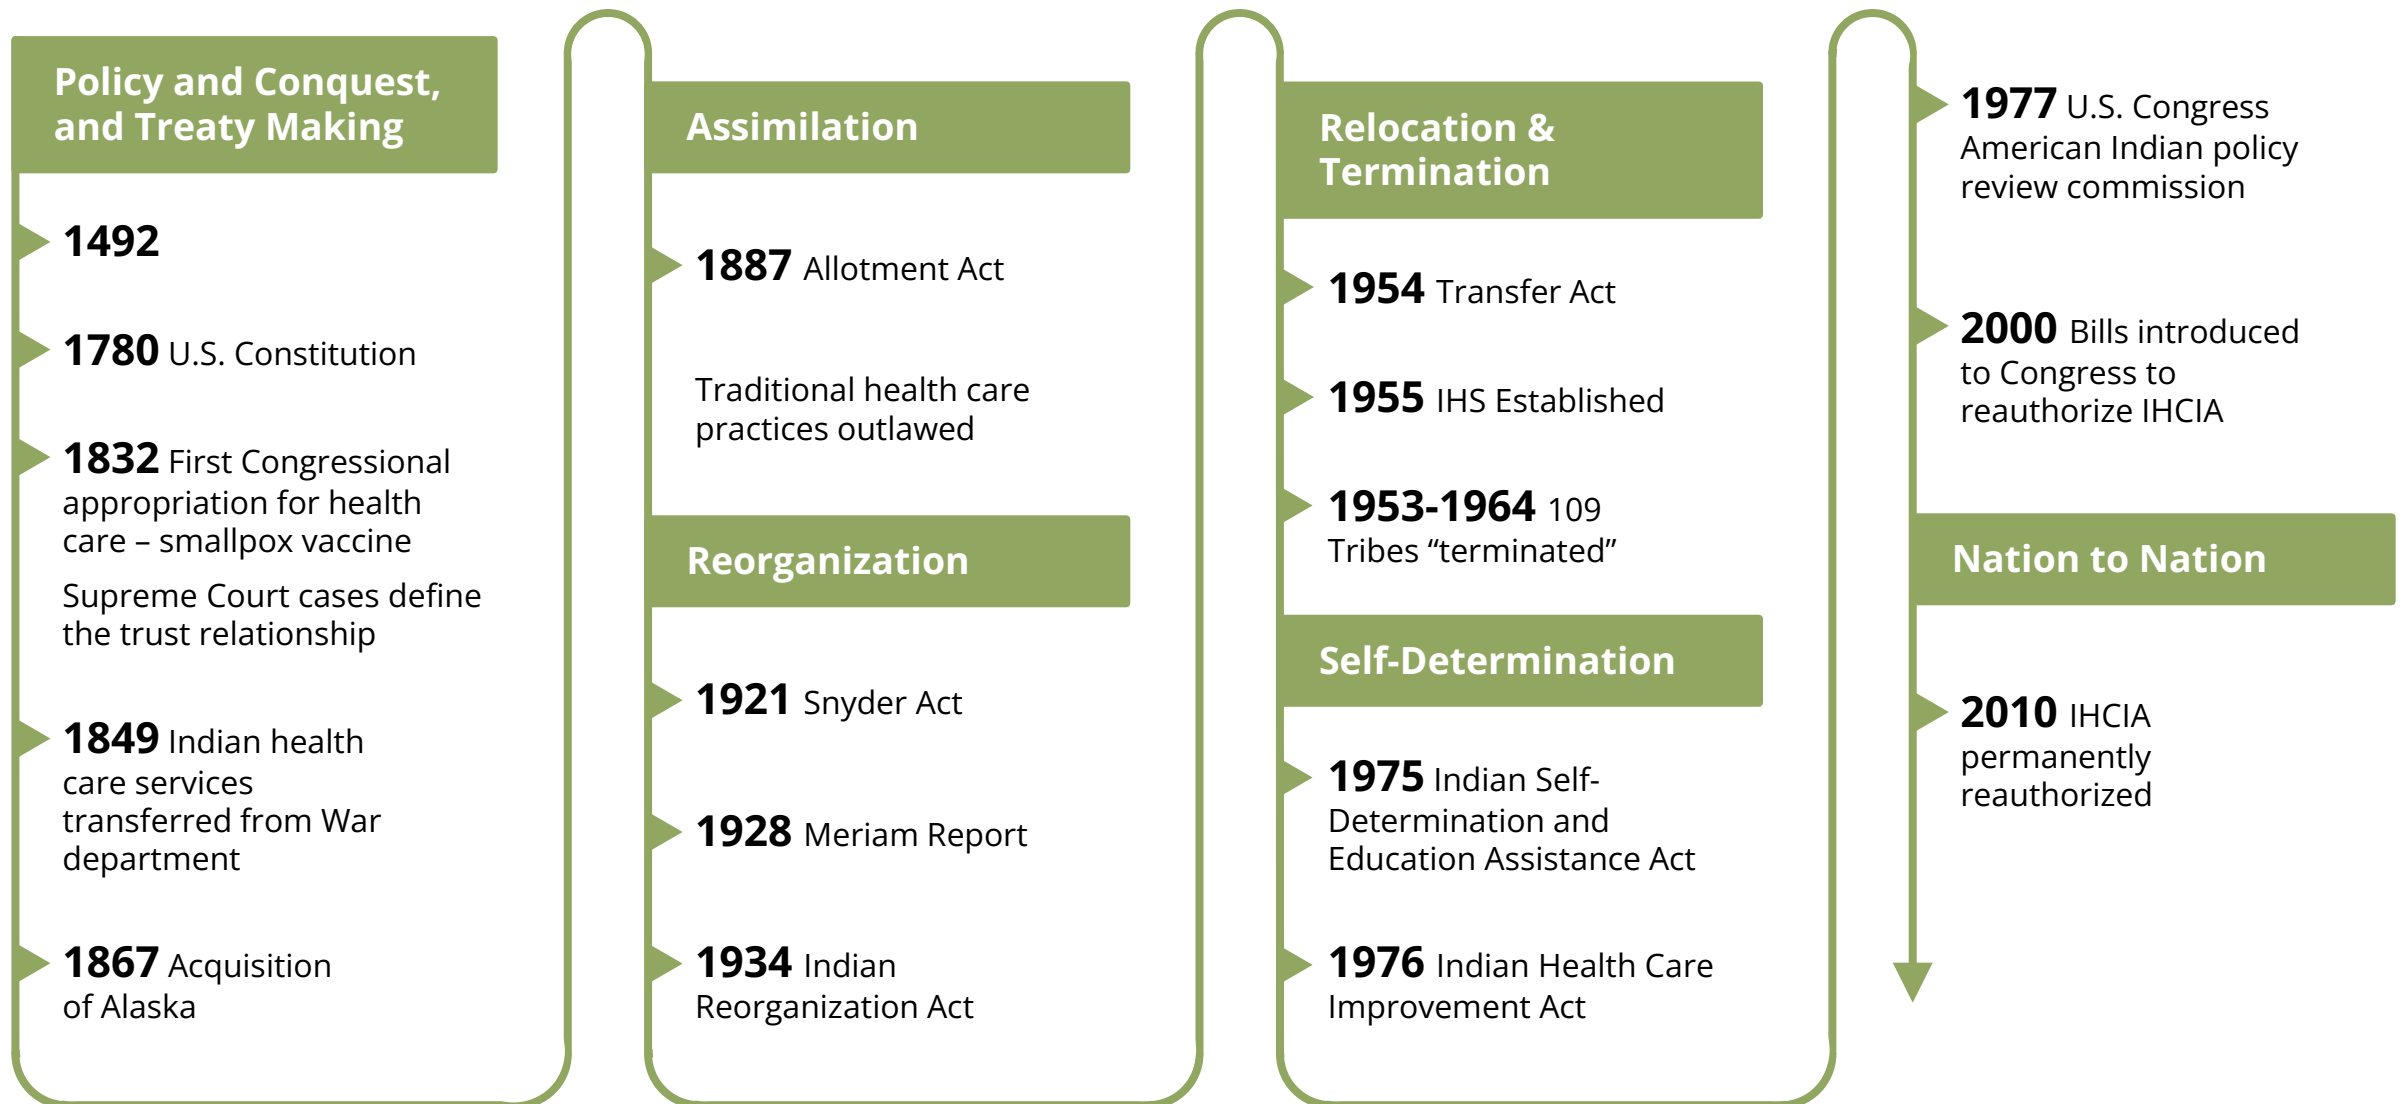 Policy and Conquest,
and Treaty Making
1492
1780 U.S. Constitution
1832 First Congressional
appropriation for health
care – smallpox vaccine
Supreme Court cases define
the trust relationship
1849 Indian health
care services
transferred from War
department
1867 Acquisition
of Alaska
Assimilation
1887 Allotment Act
Traditional health care
practices outlawed
Reorganization
1921 Snyder Act
1928 Meriam Report
1934 Indian
Reorganization Act
Relocation &
Termination
1954 Transfer Act
1955 IHS Established
1953-1964 109
Tribes “terminated”
Self-Determination
1975 Indian Self-
Determination and
Education Assistance Act
1976 Indian Health Care
Improvement Act
1977 U.S. Congress
American Indian policy
review commission
2000 Bills introduced
to Congress to
reauthorize IHCIA
Nation to Nation
2010 IHCIA
permanently
reauthorized